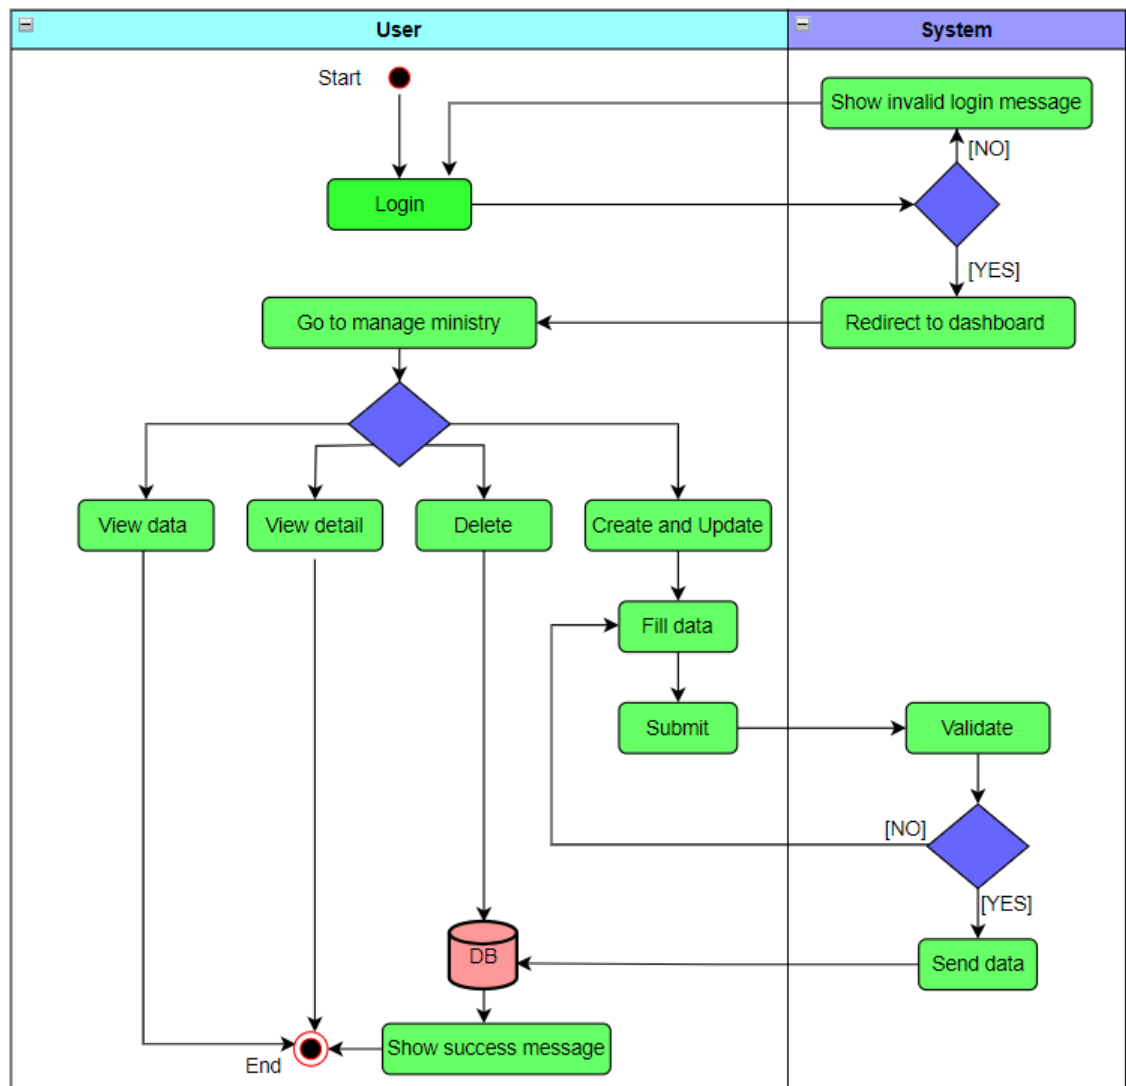 User
System
Start
Show invalid login message
[NO]
Login
[YES]
Go to manage ministry
Redirect to dashboard
View data
View detail
Delete
Create and Update
Fill data
Submit
Validate
[NO]
[YES]
DB
Send data
Show success message
End